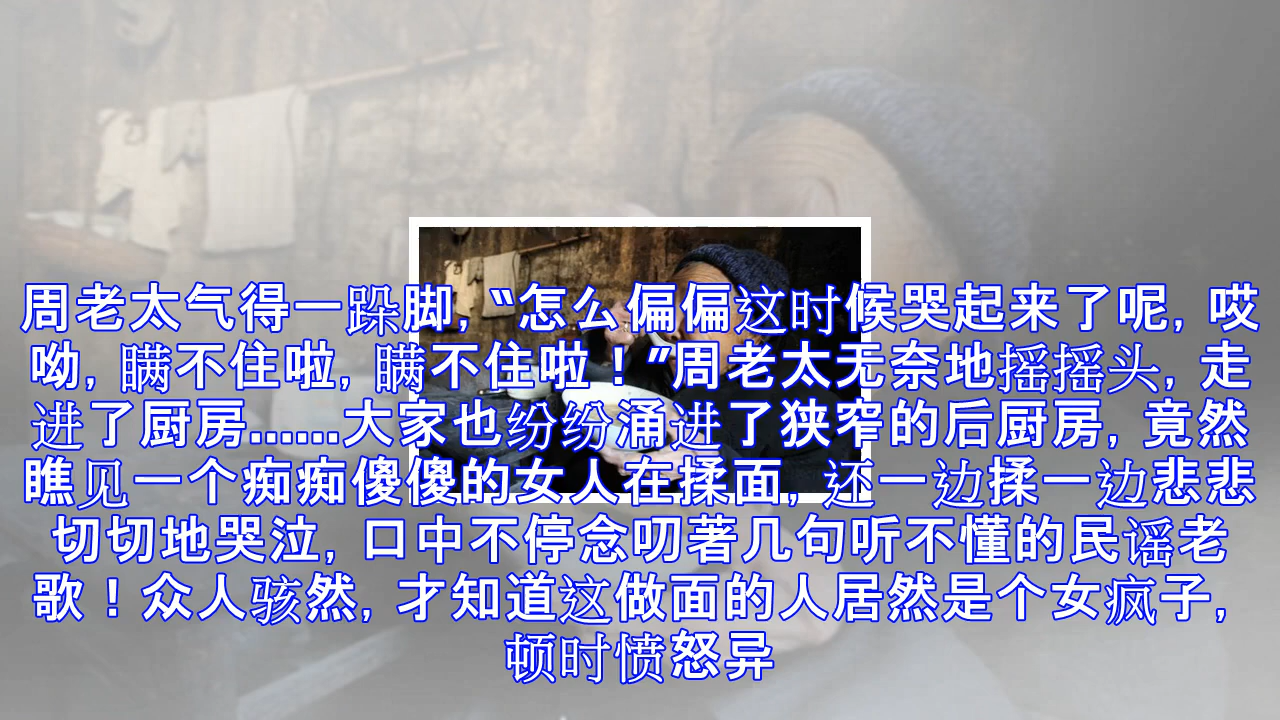 周老太气得一跺脚, “怎么偏偏这时候哭起来了呢, 哎
呦, 瞒不住啦, 瞒不住啦！”周老太无奈地摇摇头, 走
进了厨房......大家也纷纷涌进了狭窄的后厨房, 竟然
瞧见一个痴痴傻傻的女人在揉面, 还一边揉一边悲悲
切切地哭泣, 口中不停念叨著几句听不懂的民谣老
歌！众人骇然, 才知道这做面的人居然是个女疯子,
顿时愤怒异